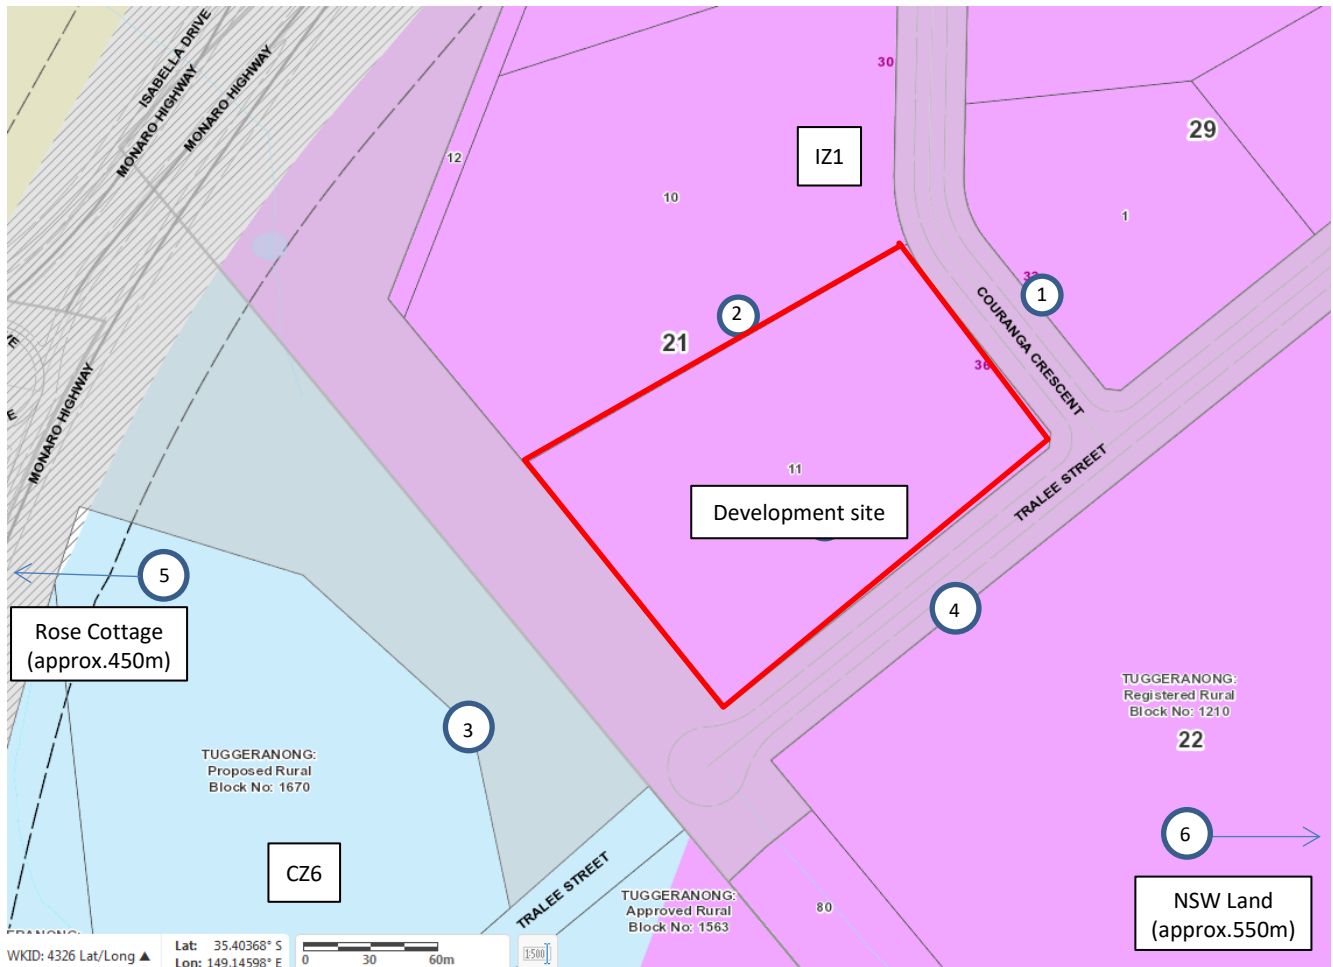 ISABELLA DRIVE
MONARO HIGHWAY
MONARO HIGHWAY
MONARO HIGHWAY
30
IZ1
29
12
10
1
1
COURANGA CRESCENT
2
21
36
11
Development site
TRALEE STREET
5
4
Rose Cottage
(approx.450m)
3
TUGGERANONG:
Proposed Rural
Block No: 1670
TUGGERANONG:
Registered Rural
Block No: 1210
22
6
CZ6
TRALEE STREET
TUGGERANONG:
Approved Rural
Block No: 1563
80
NSW Land
(approx.550m)
WKID: 4326 Lat/Long ▲
Lat: 35.40368° S
Lon: 149.14598° E
0 30 60m
1:500